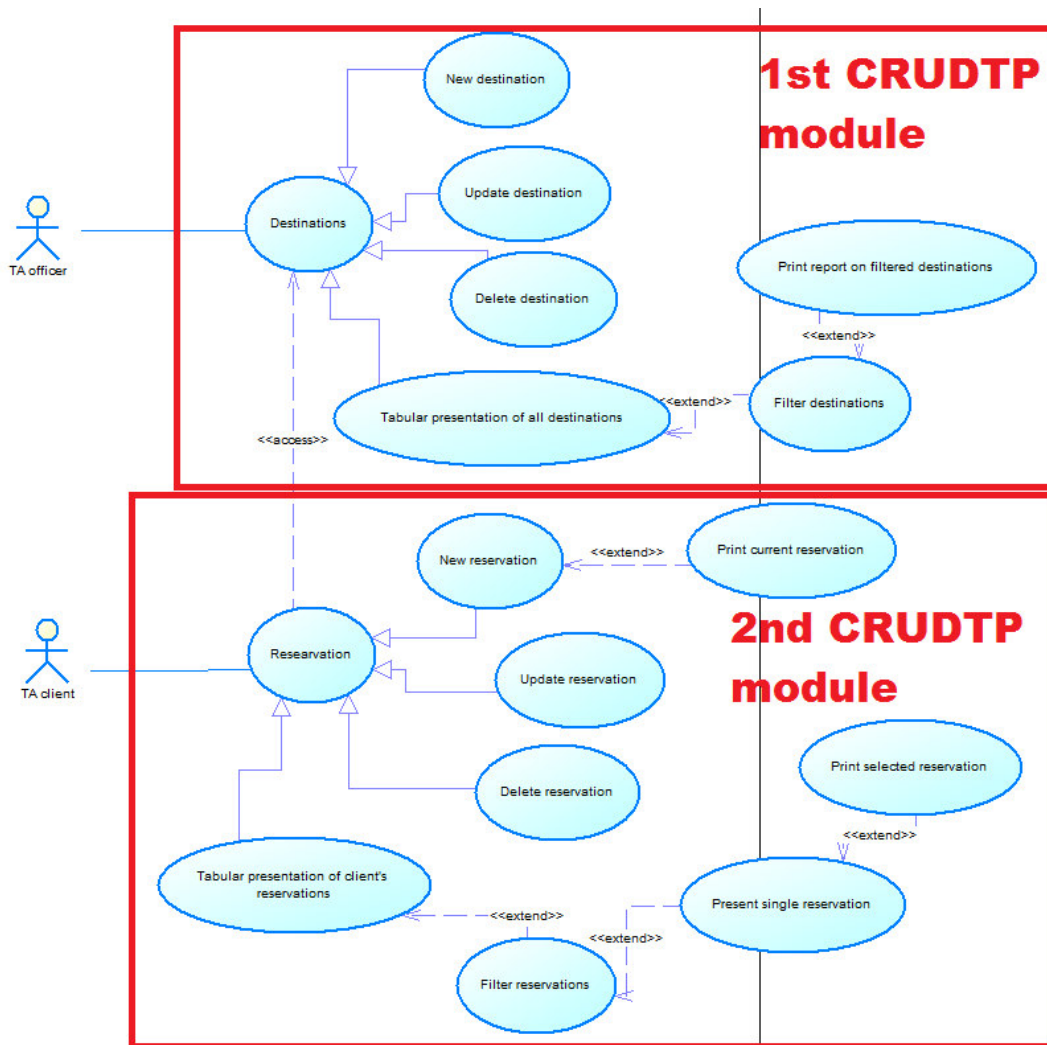 1st CRUDTP
module
New destination
Update destination
Destinations
TA officer
Print report on filtered destinations
Delete destination
<<extend>>
Filter destinations
<<extend>>
Tabular presentation of all destinations
<<access>>
New reservation
<<extend>>
Print current reservation
2nd CRUDTP
module
Researvation
TA client
Update reservation
Print selected reservation
Delete reservation
<<extend>>
Tabular presentation of client's
reservations
Present single reservation
<<extend>>
<<extend>>
Filter reservations